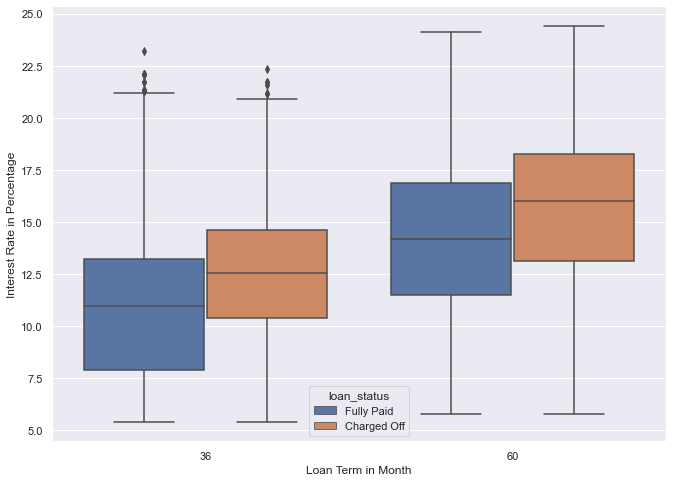 25.0
22.5
20.0
17.5
15.0
12.5
10.0
7.5
5.0
Interest Rate in Percentage
loan_status
Fully Paid
Charged Off
36
60
Loan Term in Month